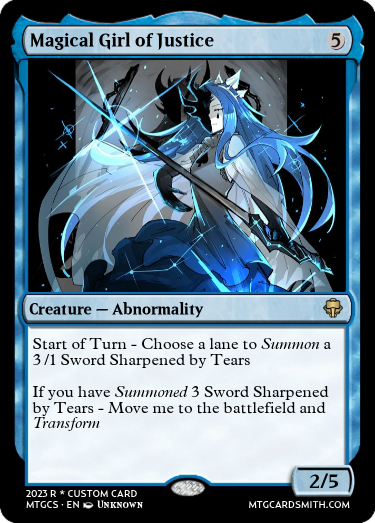 Magical Girl of Justice 5
Creature — Abnormality
Start of Turn - Choose a lane to Summon a
3/1 Sword Sharpened by Tears
If you have Summoned 3 Sword Sharpened
by Tears - Move me to the battlefield and
Transform
2/5
2023 R * CUSTOM CARD
MTGCS · EN Unknown
MTGCARDSMITH.COM